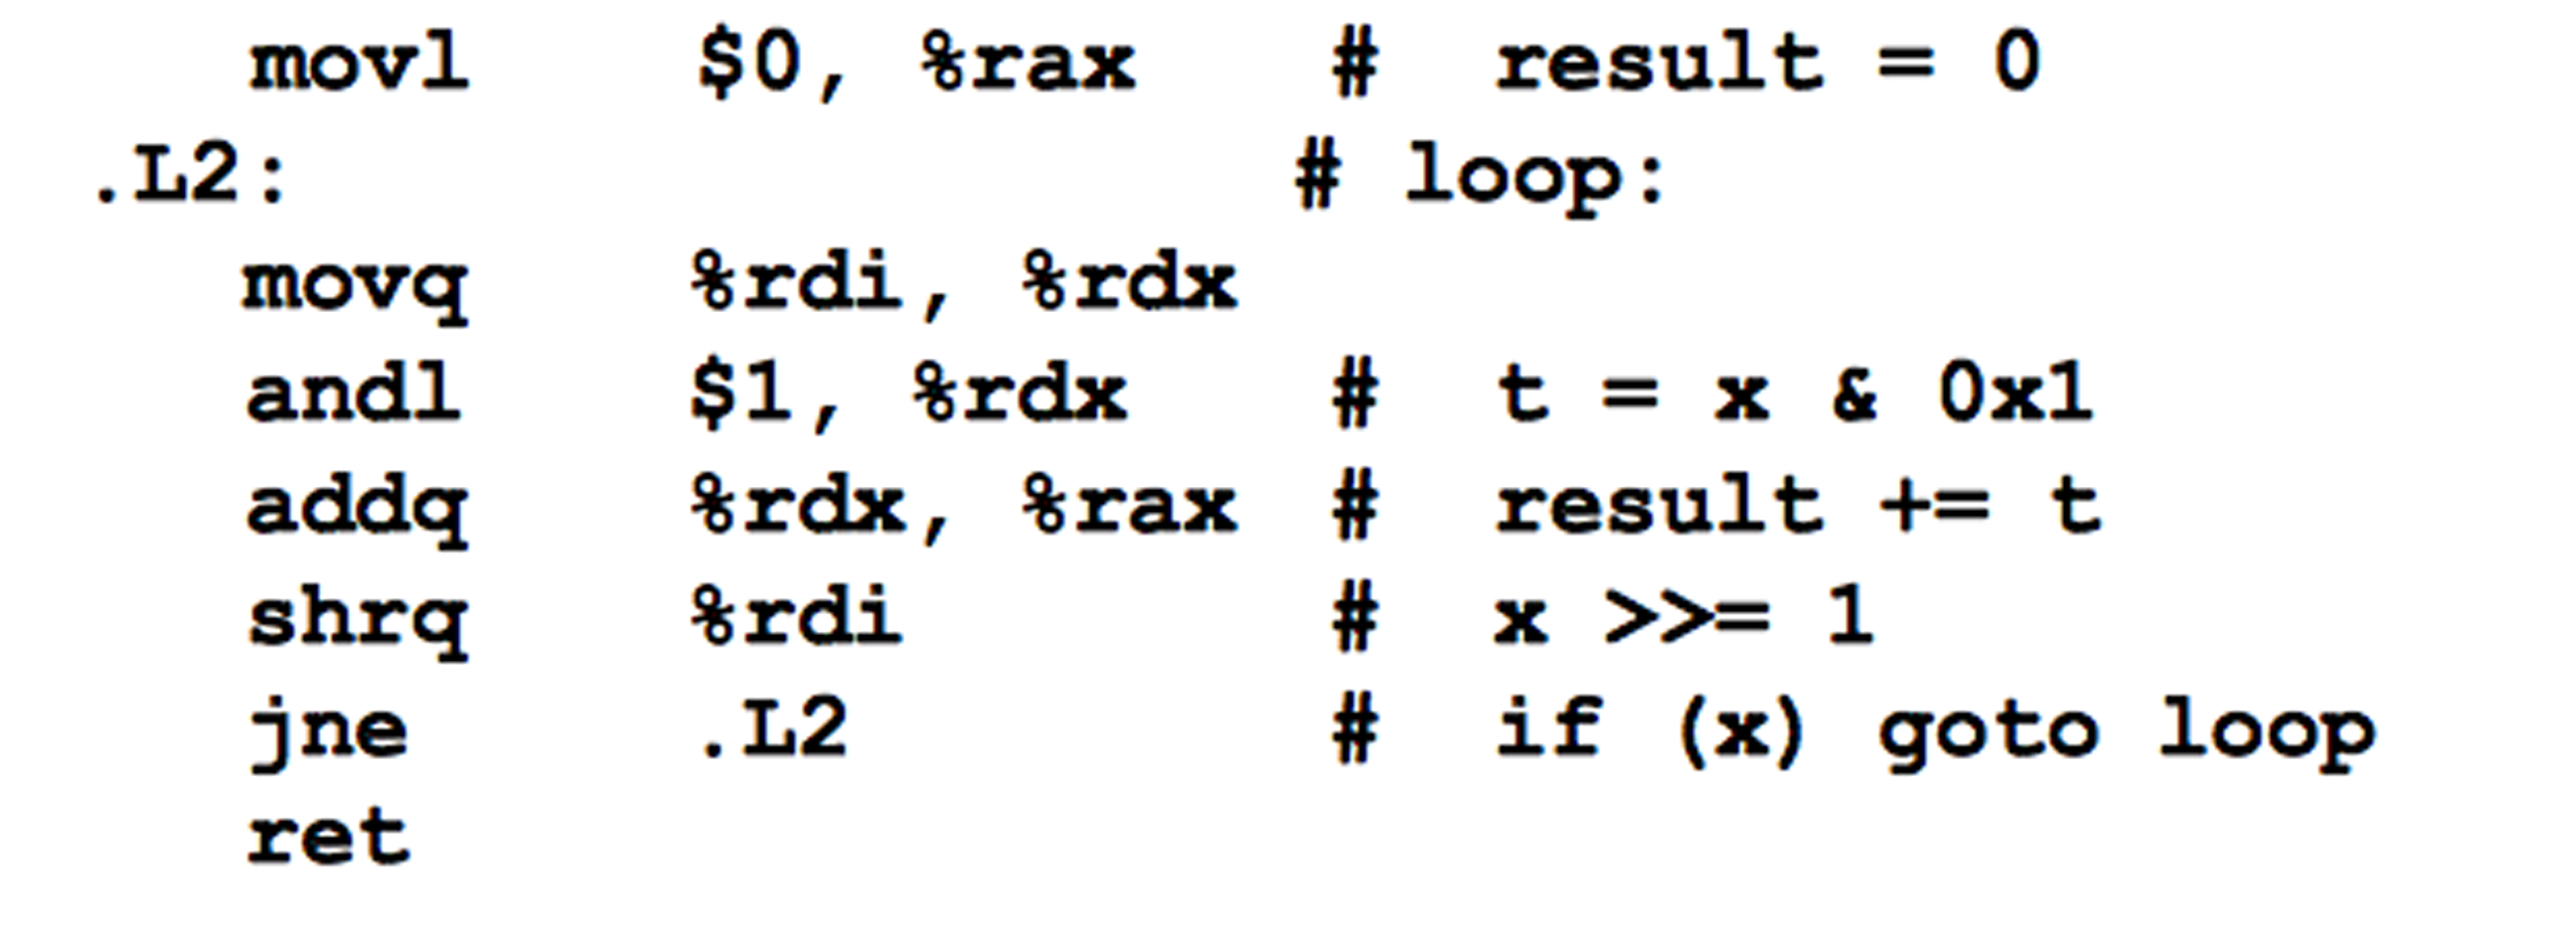 movl $0, %rax # result = 0
.L2: # loop:
movq %rdi, %rdx
andl $1, %rdx # t = x & 0x1
addq %rdx, %rax # result += t
shrq %rdi # x >>= 1
jne .L2 # if (x) goto loop
ret